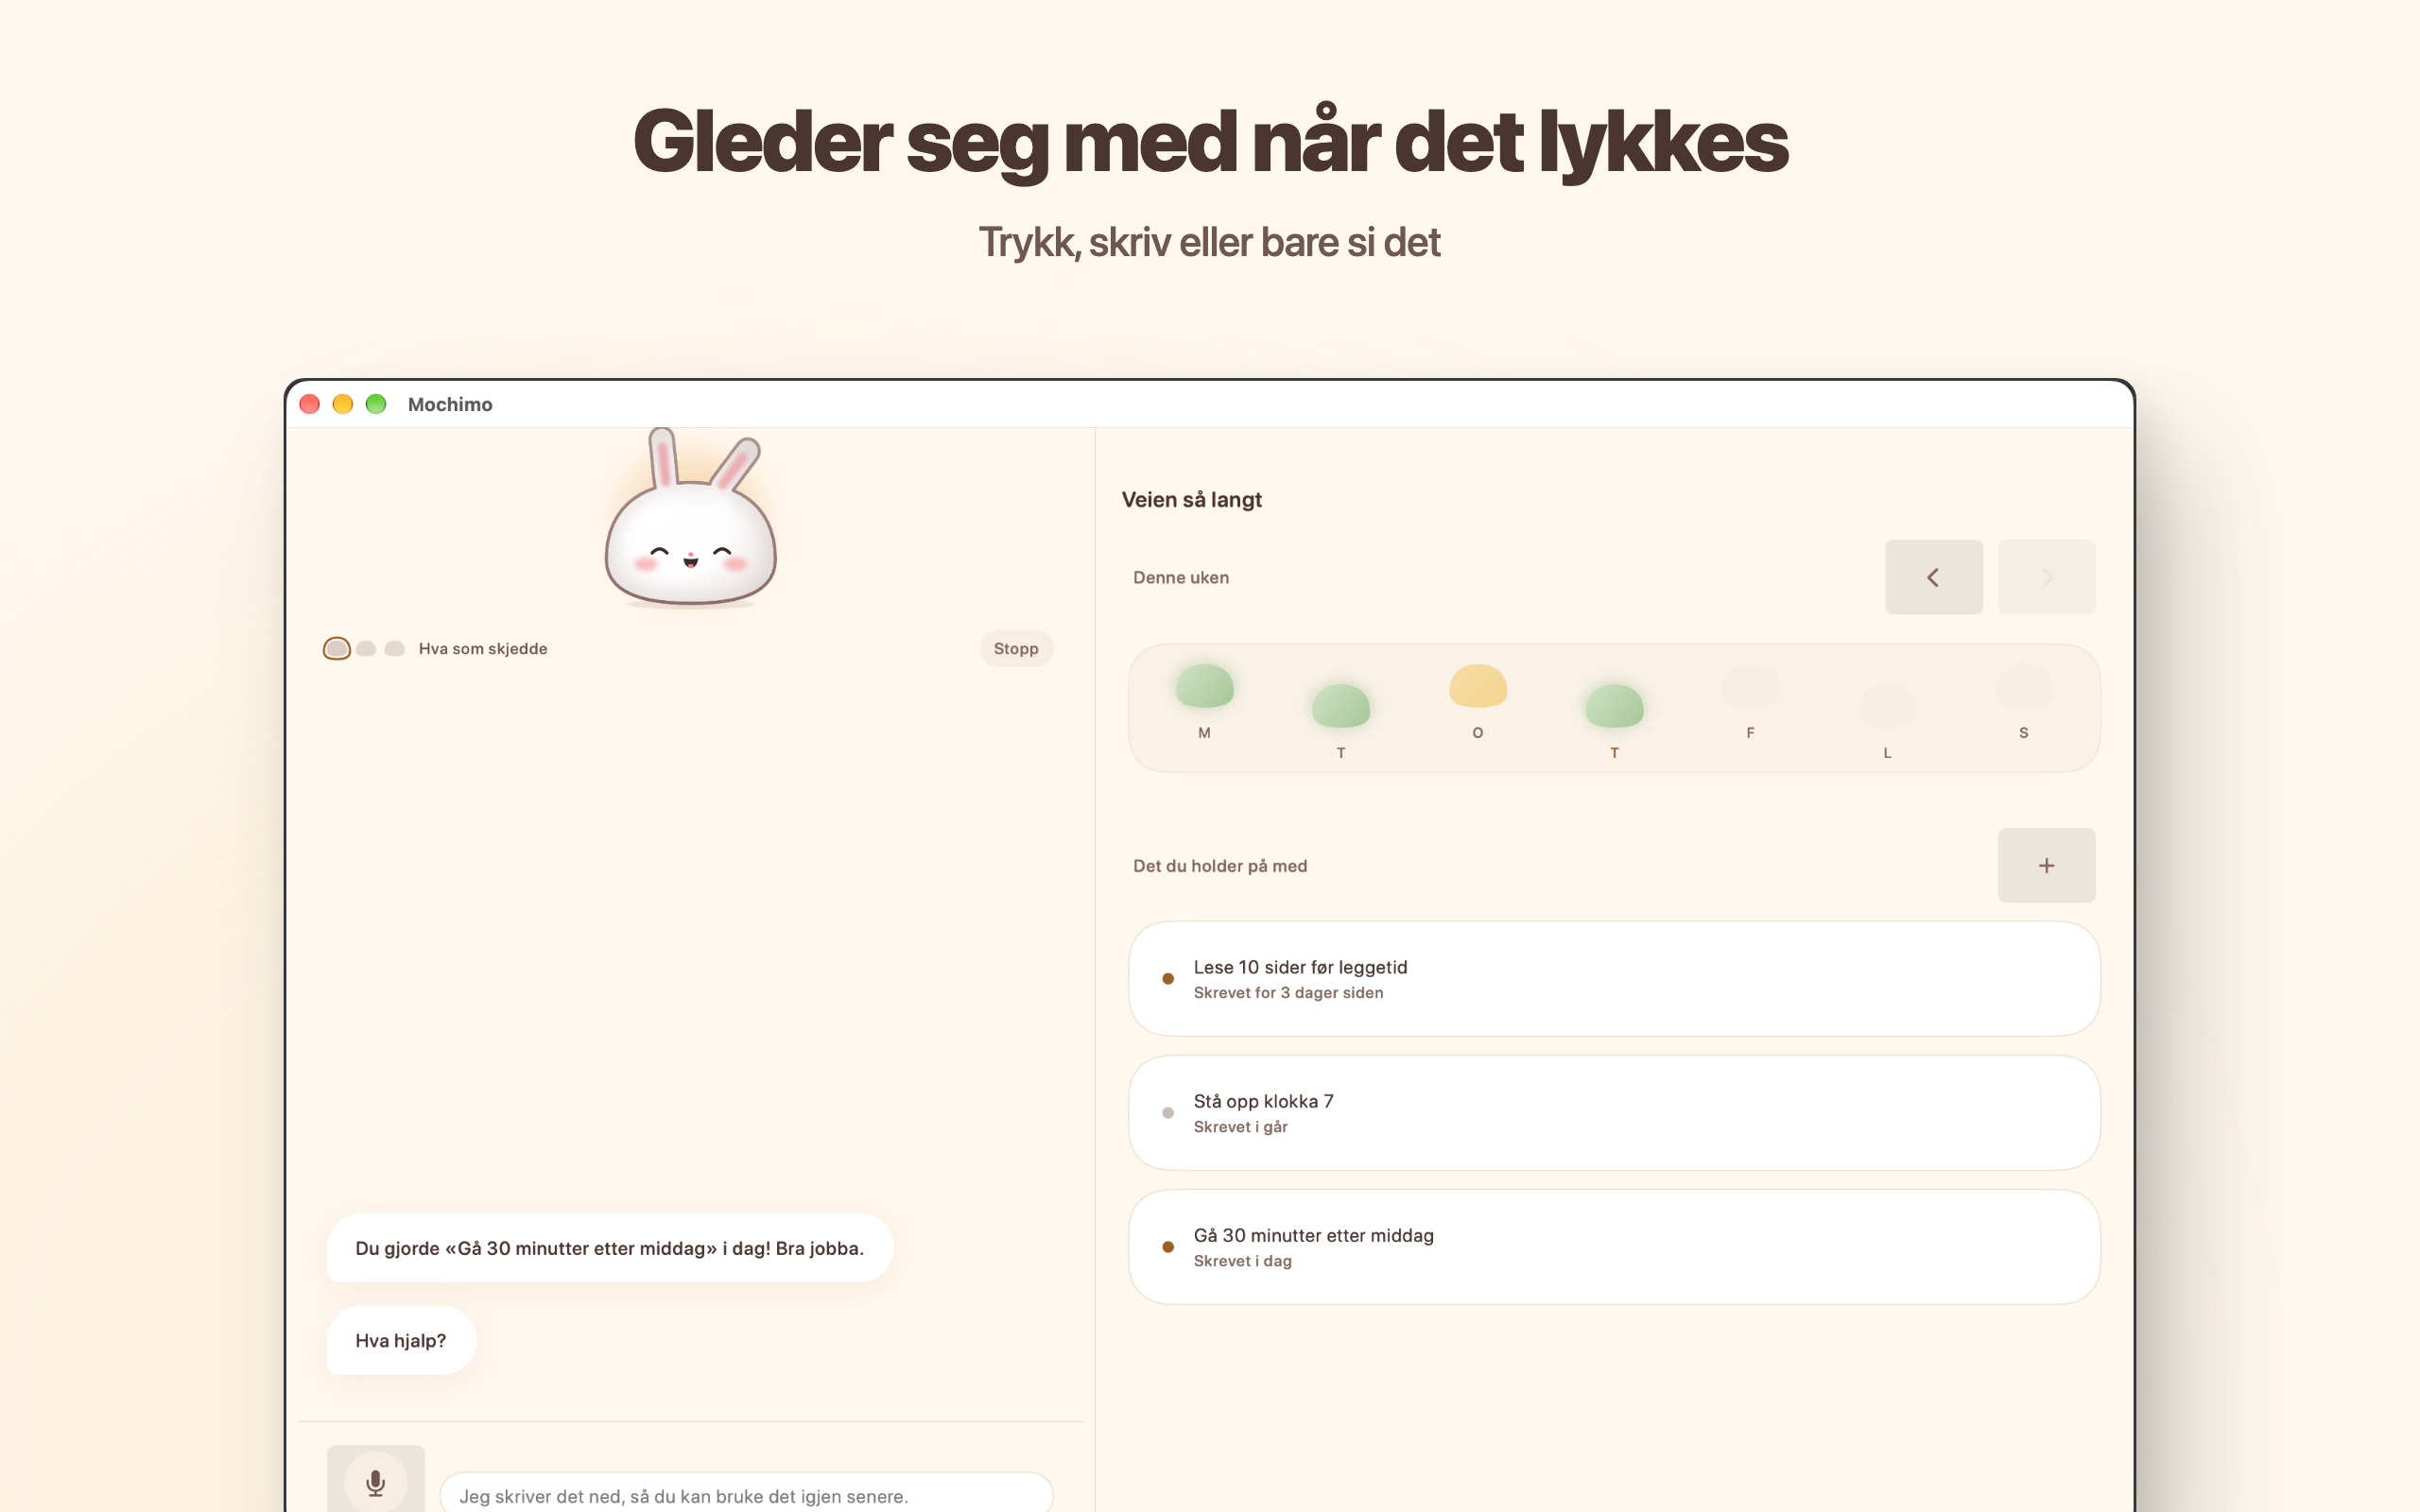 Gleder seg med når det lykkes
Trykk, skriv eller bare si det
Mochimo
Hva som skjedde
Stopp
Du gjorde «Gå 30 minutter etter middag» i dag! Bra jobba.
Hva hjalp?
Jeg skriver det ned, så du kan bruke det igjen senere.
Veien så langt
Denne uken
M T O T F L S
Det du holder på med
Lese 10 sider før leggetid
Skrevet for 3 dager siden
Stå opp klokka 7
Skrevet i går
Gå 30 minutter etter middag
Skrevet i dag